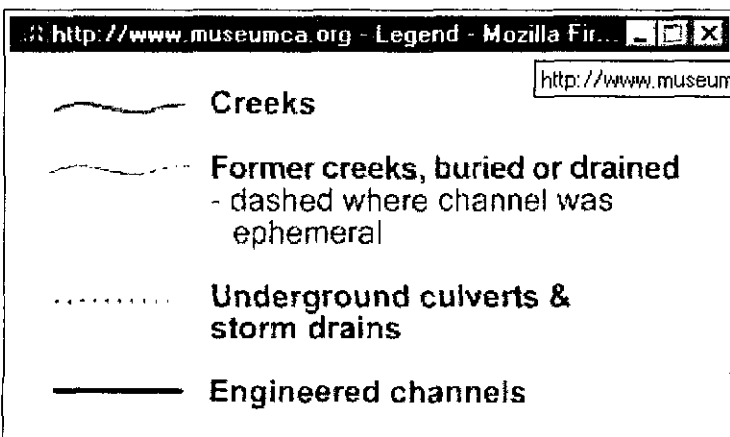 http://www.museumca.org - Legend - Mozilla Fir...
http://www.museum
Creeks
Former creeks, buried or drained
- dashed where channel was
ephemeral
Underground culverts &
storm drains
Engineered channels